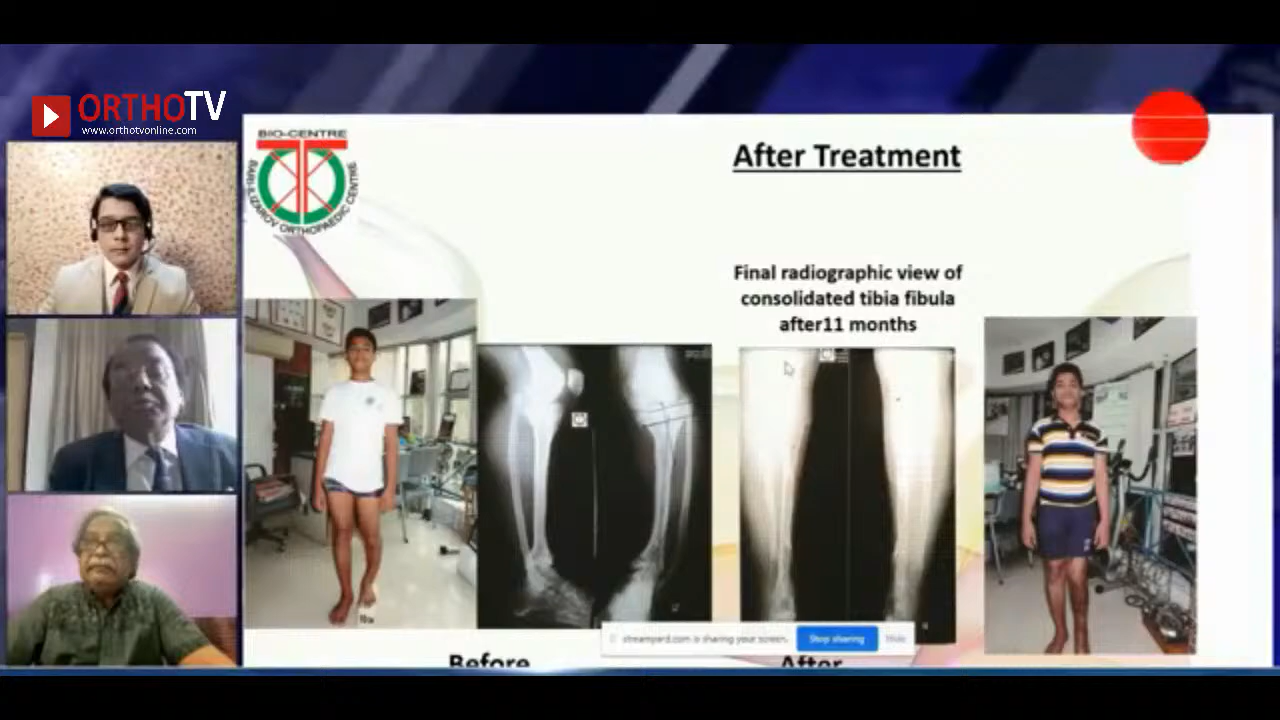 ORTHOTV
www.orthotvonline.com
BIO-CENTRE
BARI-ILIZAROV ORTHOPAEDIC CENTRE
After Treatment
Final radiographic view of
consolidated tibia fibula
after11 months
streamyard.com is sharing your screen.
Stop sharing
Hide
Before
After